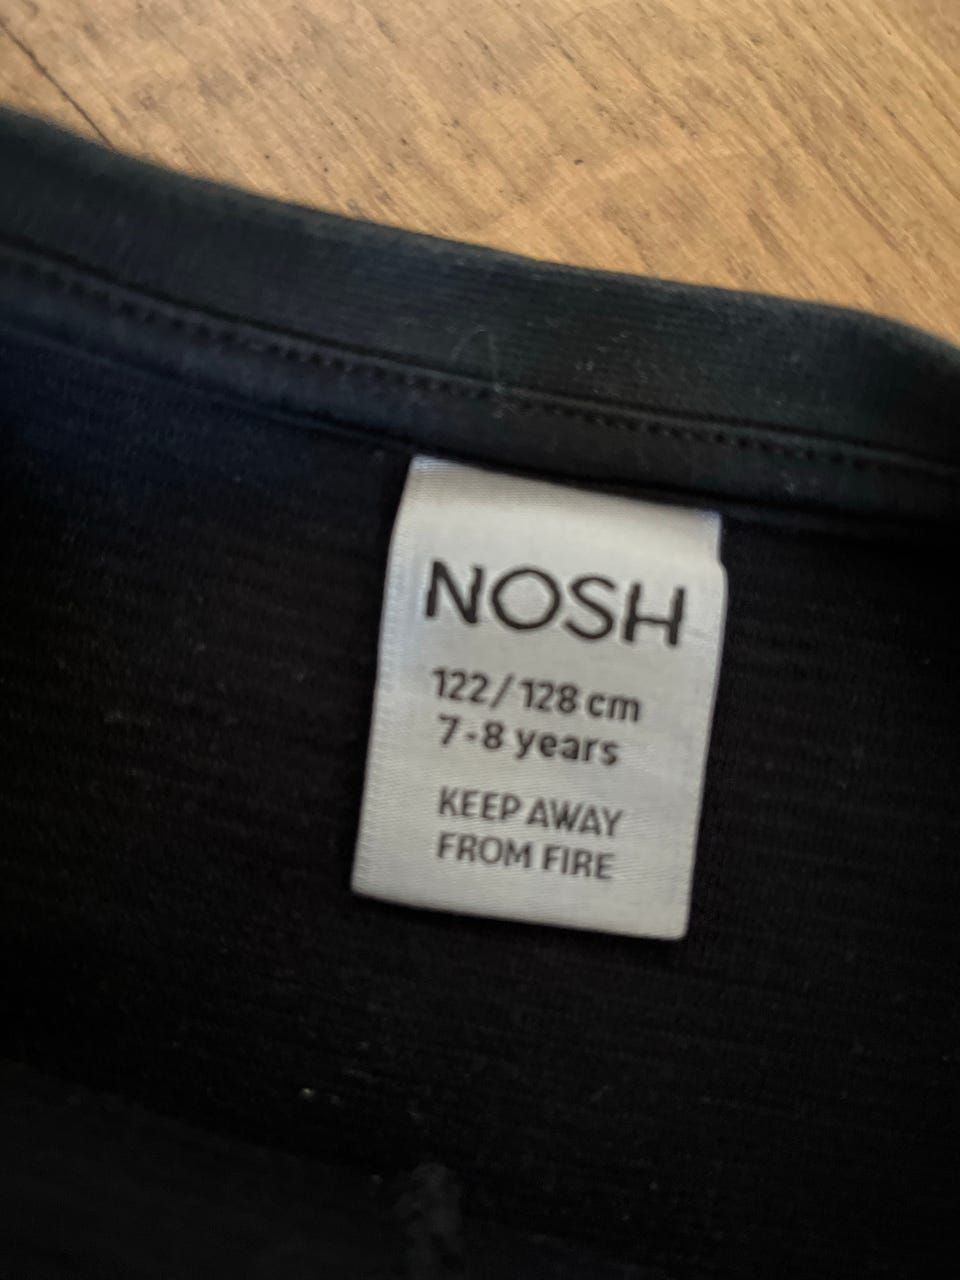 NOSH
122/128 cm
7-8 years
KEEP AWAY
FROM FIRE